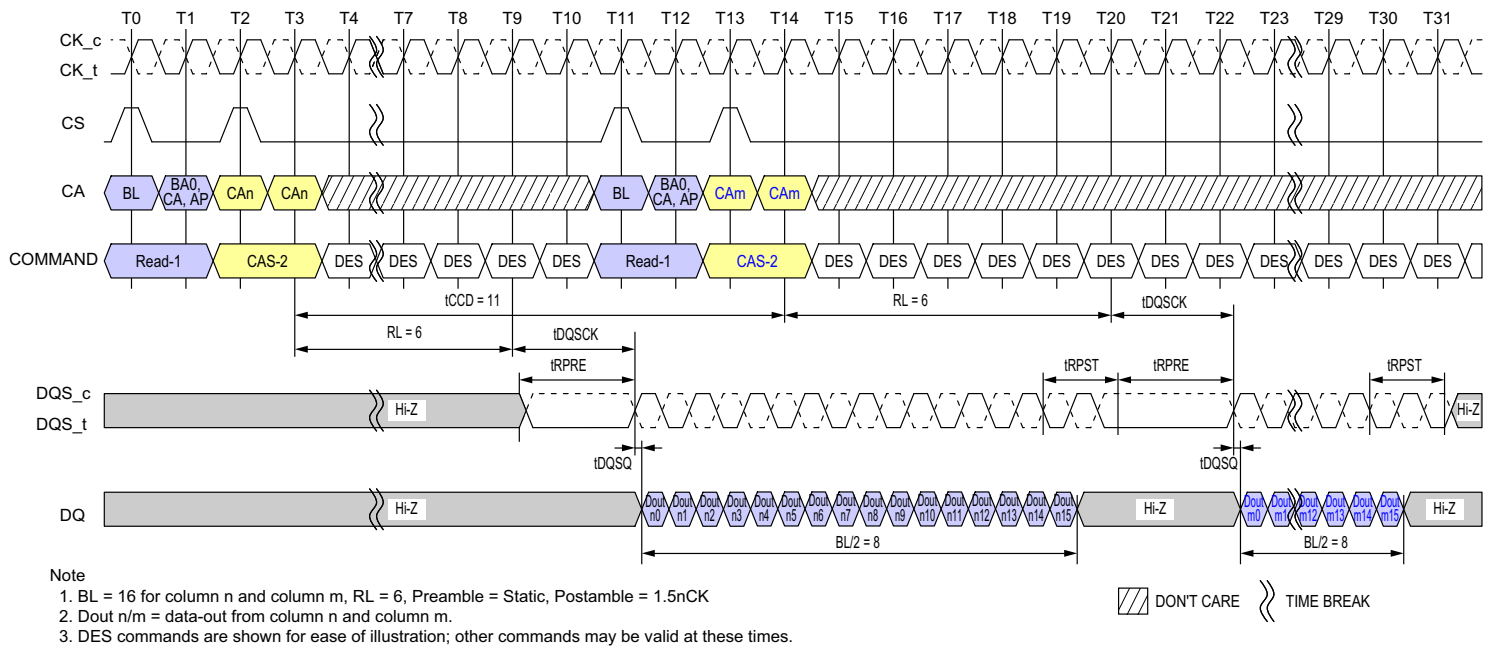 T0 T1 T2 T3 T4 T7 T8 T9 T10 T11 T12 T13 T14 T15 T16 T17 T18 T19 T20 T21 T22 T23 T29 T30 T31
CK_c
CK_t
CS
CA BL BA0, CA, AP CAn CAn BL BA0, CA, AP CAm CAm
COMMAND Read-1 CAS-2 DES DES DES DES DES Read-1 CAS-2 DES DES DES DES DES DES DES DES DES DES DES DES
tCCD = 11 RL = 6 tDQSCK
RL = 6 tDQSCK
tRPRE tRPST tRPRE tRPST
DQS_c
DQS_t
Hi-Z Hi-Z
tDQSQ tDQSQ
DQ Hi-Z Dout n0 Dout n1 Dout n2 Dout n3 Dout n4 Dout n5 Dout n6 Dout n7 Dout n8 Dout n9 Dout n10 Dout n11 Dout n12 Dout n13 Dout n14 Dout n15 Hi-Z Dout m0 Dout m1 Dout m12 Dout m13 Dout m14 Dout m15 Hi-Z
BL/2 = 8 BL/2 = 8
Note
1. BL = 16 for column n and column m, RL = 6, Preamble = Static, Postamble = 1.5nCK
2. Dout n/m = data-out from column n and column m.
3. DES commands are shown for ease of illustration; other commands may be valid at these times.
DON'T CARE TIME BREAK